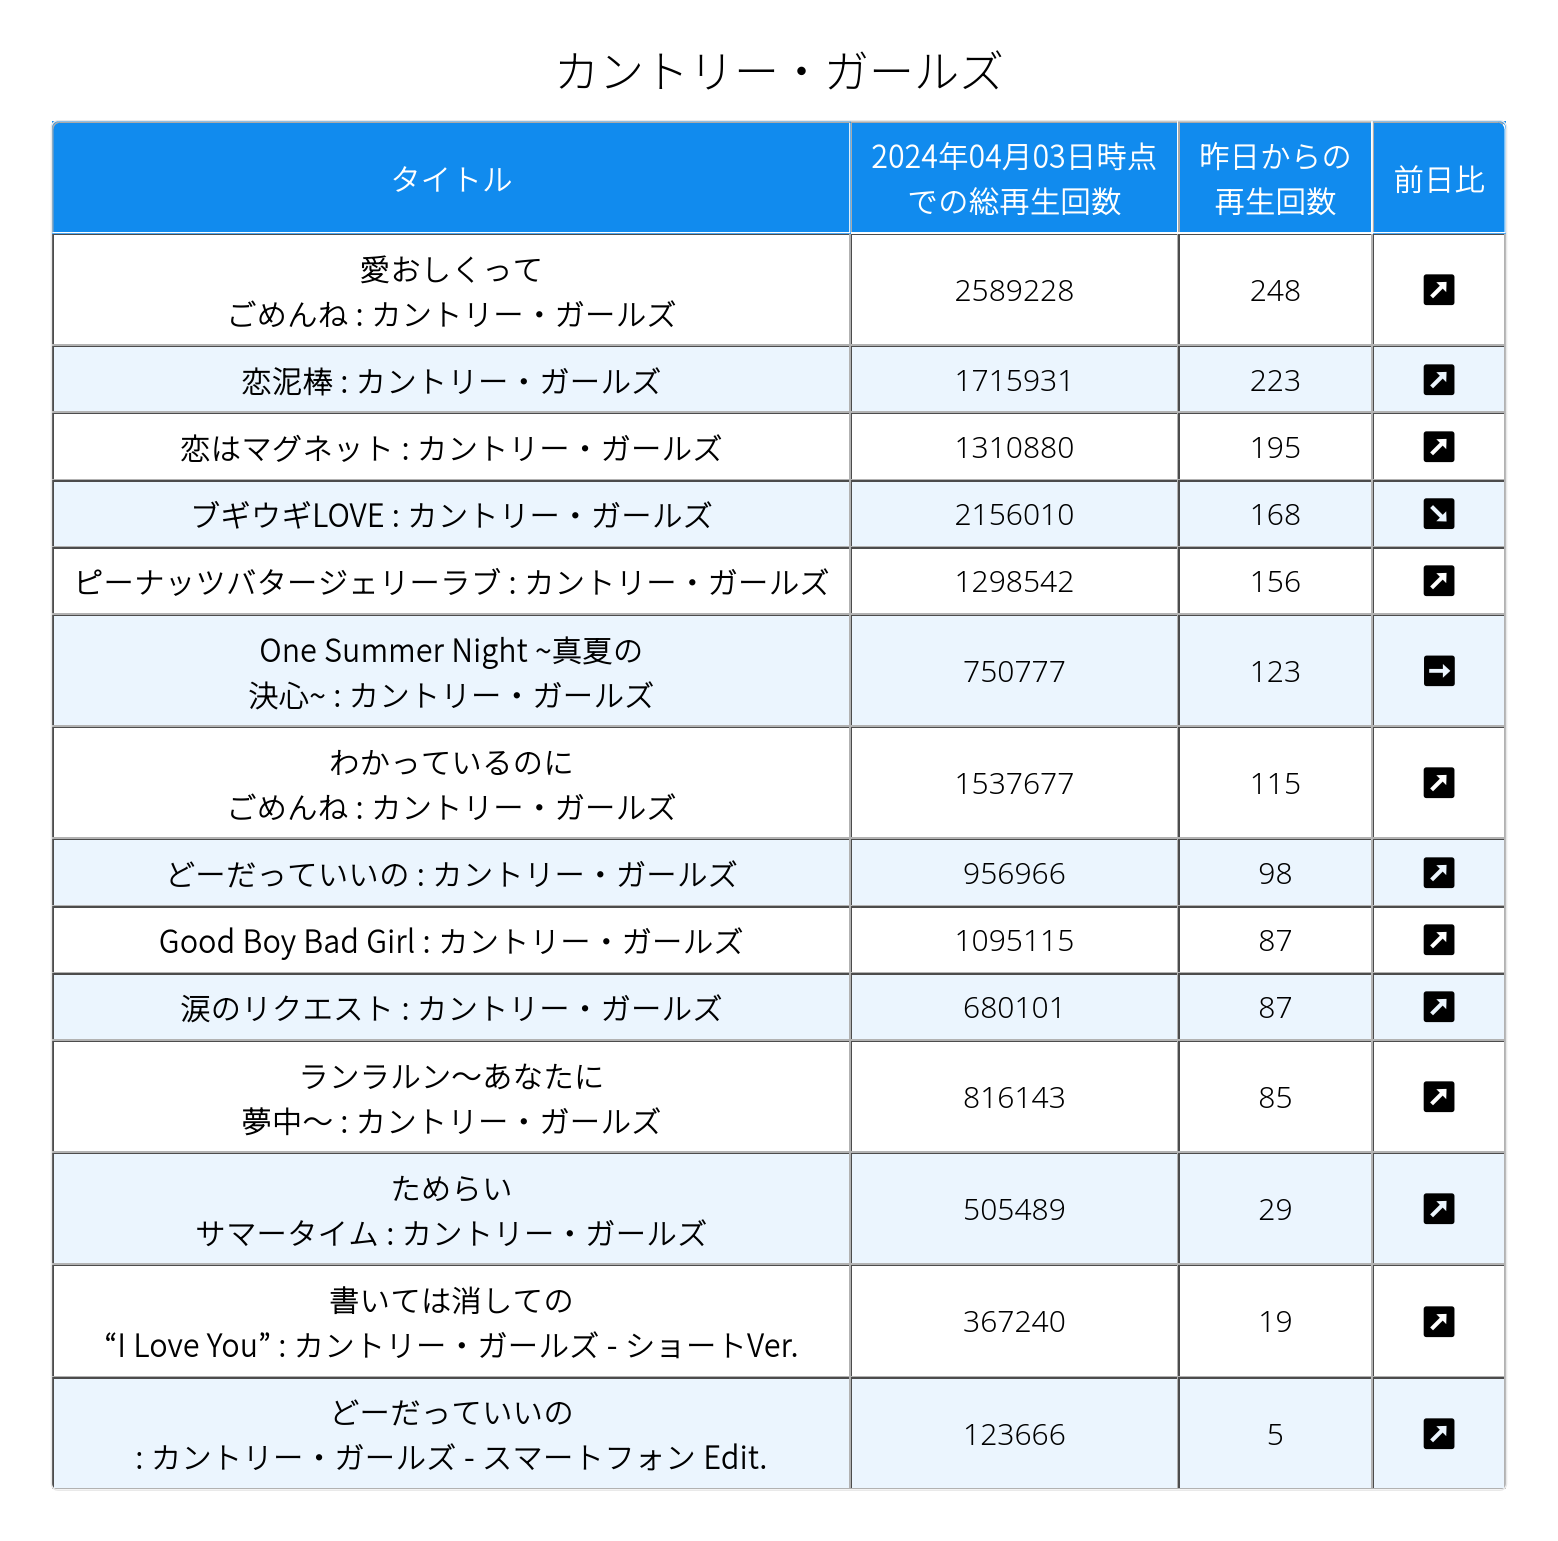 カントリー・ガールズ
タイトル
2024年04月03日時点
での総再生回数
昨日からの
再生回数
前日比
愛おしくって
ごめんね : カントリー・ガールズ
2589228
248
恋泥棒 : カントリー・ガールズ
1715931
223
恋はマグネット : カントリー・ガールズ
1310880
195
ブギウギLOVE : カントリー・ガールズ
2156010
168
ピーナッツバタージェリーラブ : カントリー・ガールズ
1298542
156
One Summer Night ~真夏の
決心~ : カントリー・ガールズ
750777
123
わかっているのに
ごめんね : カントリー・ガールズ
1537677
115
どーだっていいの : カントリー・ガールズ
956966
98
Good Boy Bad Girl : カントリー・ガールズ
1095115
87
涙のリクエスト : カントリー・ガールズ
680101
87
ランラルン〜あなたに
夢中〜 : カントリー・ガールズ
816143
85
ためらい
サマータイム : カントリー・ガールズ
505489
29
書いては消しての
“I Love You” : カントリー・ガールズ - ショートVer.
367240
19
どーだっていいの
: カントリー・ガールズ - スマートフォン Edit.
123666
5